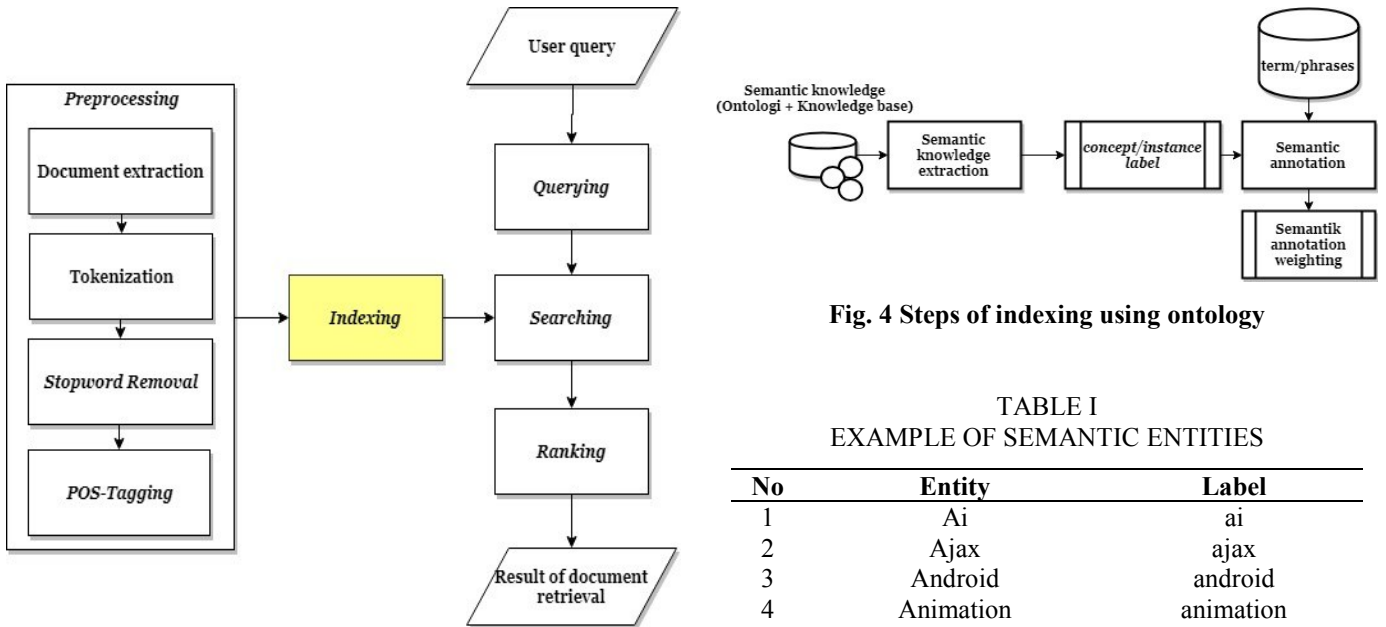 User query
Preprocessing
Document extraction
Tokenization
Stopword Removal
POS-Tagging
Indexing
Querying
Searching
Ranking
Result of document
retrieval
term/phrases
Semantic knowledge
(Ontologi + Knowledge base)
Semantic
knowledge
extraction
concept/instance
label
Semantic
annotation
Semantik
annotation
weighting
Fig. 4 Steps of indexing using ontology
TABLE I
EXAMPLE OF SEMANTIC ENTITIES
No Entity Label
1 Ai ai
2 Ajax ajax
3 Android android
4 Animation animation